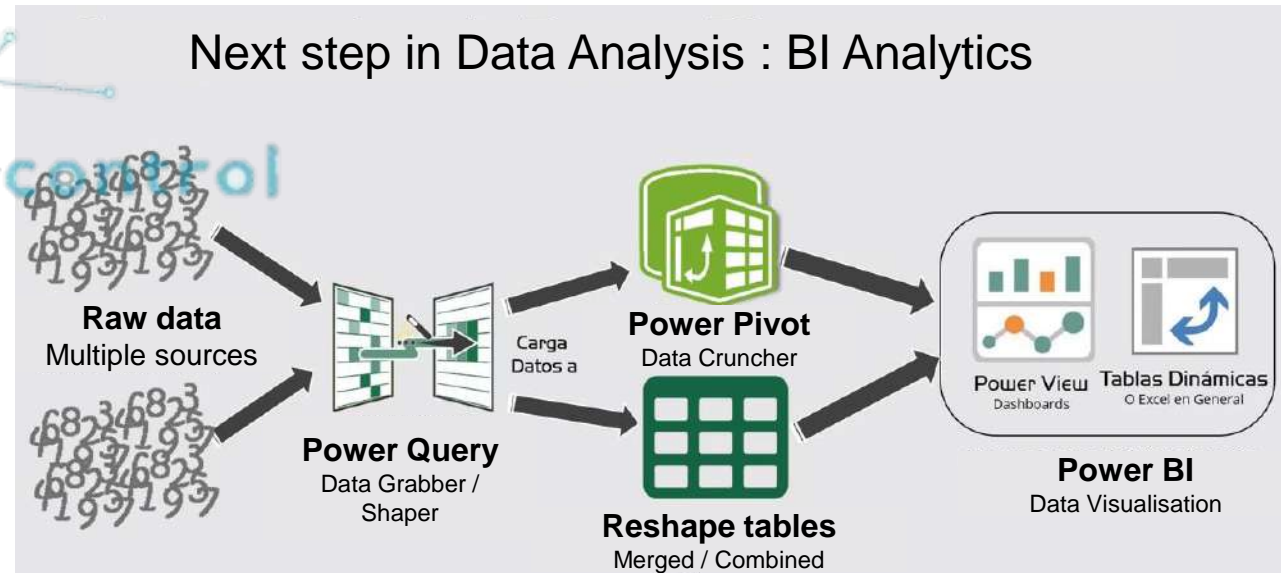 Next step in Data Analysis : BI Analytics
control
Raw data
Multiple sources
Power Query
Data Grabber /
Shaper
Carga
Datos a
Power Pivot
Data Cruncher
Reshape tables
Merged / Combined
Power View
Dashboards
Tablas Dinámicas
O Excel en General
Power BI
Data Visualisation